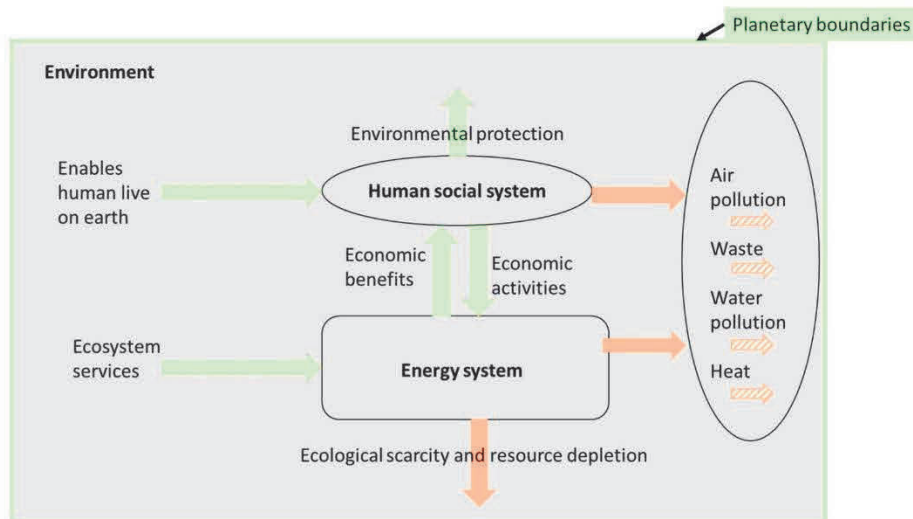 Planetary boundaries
Environment
Environmental protection
Enables
human live
on earth
Human social system
Air
pollution
Waste
Water
pollution
Heat
Economic
benefits
Economic
activities
Ecosystem
services
Energy system
Ecological scarcity and resource depletion